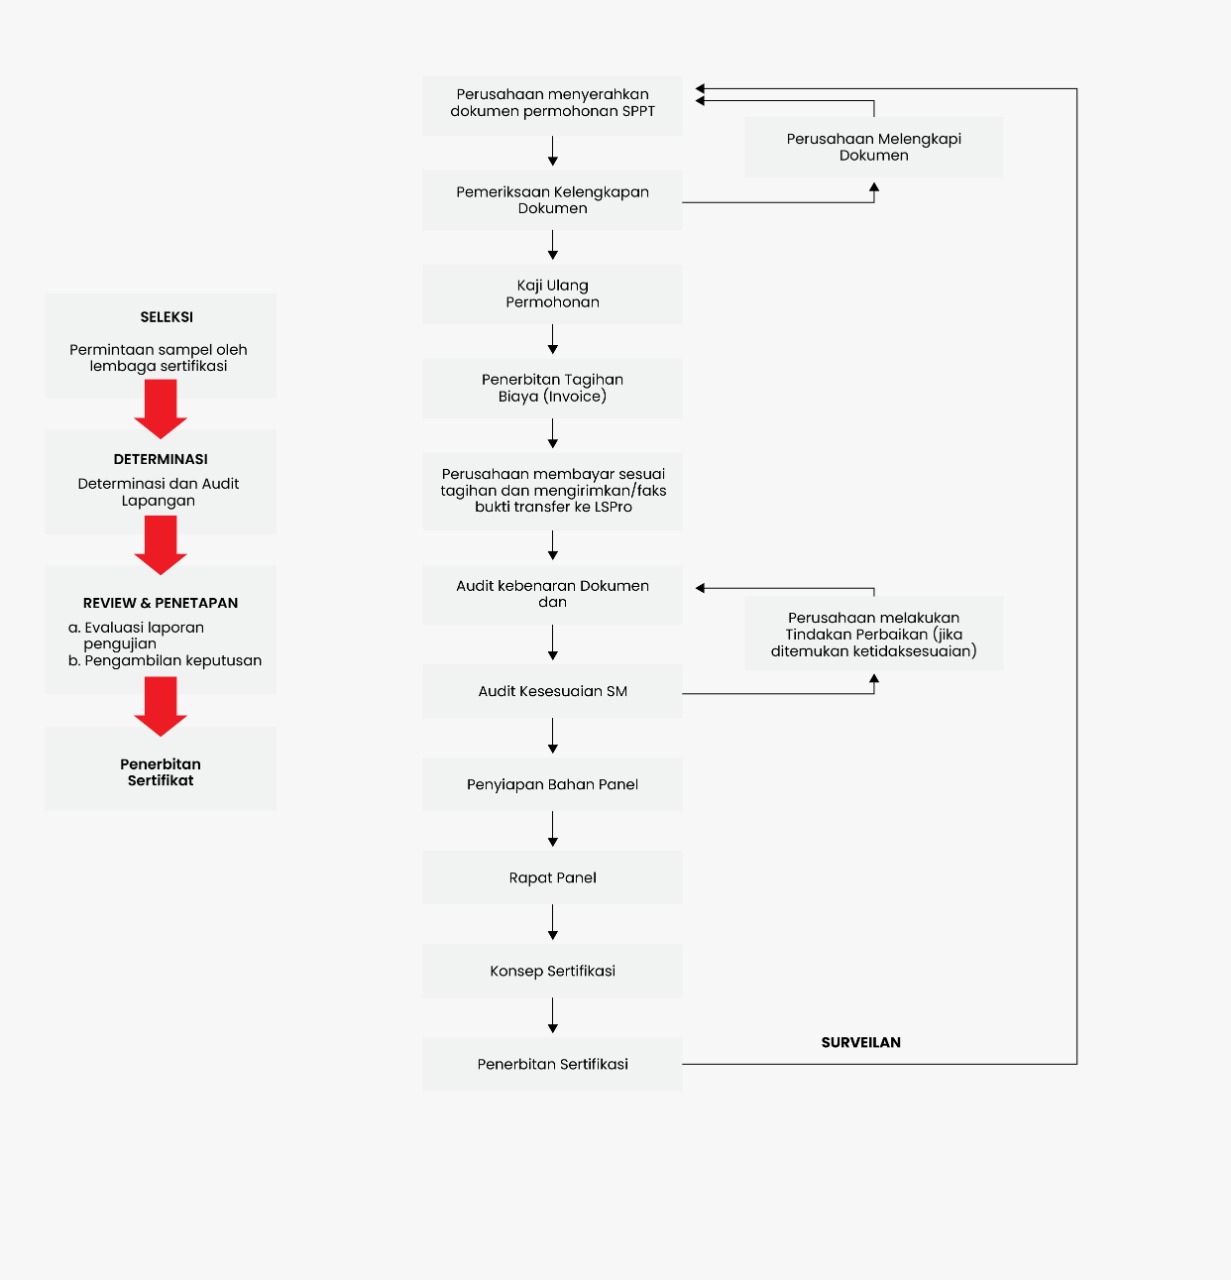 SELEKSI
Permintaan sampel oleh
lembaga sertifikasi
DETERMINASI
Determinasi dan Audit
Lapangan
REVIEW & PENETAPAN
a. Evaluasi laporan
pengujian
b. Pengambilan keputusan
Penerbitan
Sertifikat
Perusahaan menyerahkan
dokumen permohonan SPPT
Perusahaan Melengkapi
Dokumen
Pemeriksaan Kelengkapan
Dokumen
Kaji Ulang
Permohonan
Penerbitan Tagihan
Biaya (Invoice)
Perusahaan membayar sesuai
tagihan dan mengirimkan/faks
bukti transfer ke LSPro
Audit kebenaran Dokumen
dan
Perusahaan melakukan
Tindakan Perbaikan (jika
ditemukan ketidaksesuaian)
Audit Kesesuaian SM
Penyiapan Bahan Panel
Rapat Panel
Konsep Sertifikasi
Penerbitan Sertifikasi
SURVEILAN